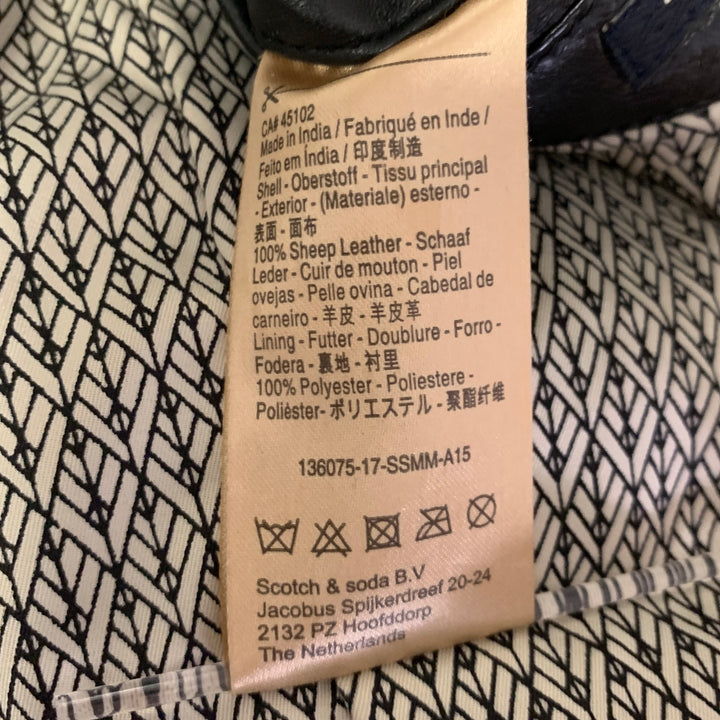 CA# 45102
Made in India / Fabriqué en Inde /
Feito em Índia / 印度制造
Shell - Oberstoff - Tissu principal
- Exterior - (Materiale) esterno -
表面 - 面布
100% Sheep Leather - Schaaf
Leder - Cuir de mouton - Piel
ovejas - Pelle ovina - Cabedal de
carneiro - 羊皮 - 羊皮革
Lining - Futter - Doublure - Forro -
Fodera - 裏地 - 衬里
100% Polyester - Poliestere -
Poliéster- ポリエステル - 聚酯纤维
136075-17-SSMM-A15
Scotch & soda B.V
Jacobus Spijkerdreef 20-24
2132 PZ Hoofddorp
The Netherlands